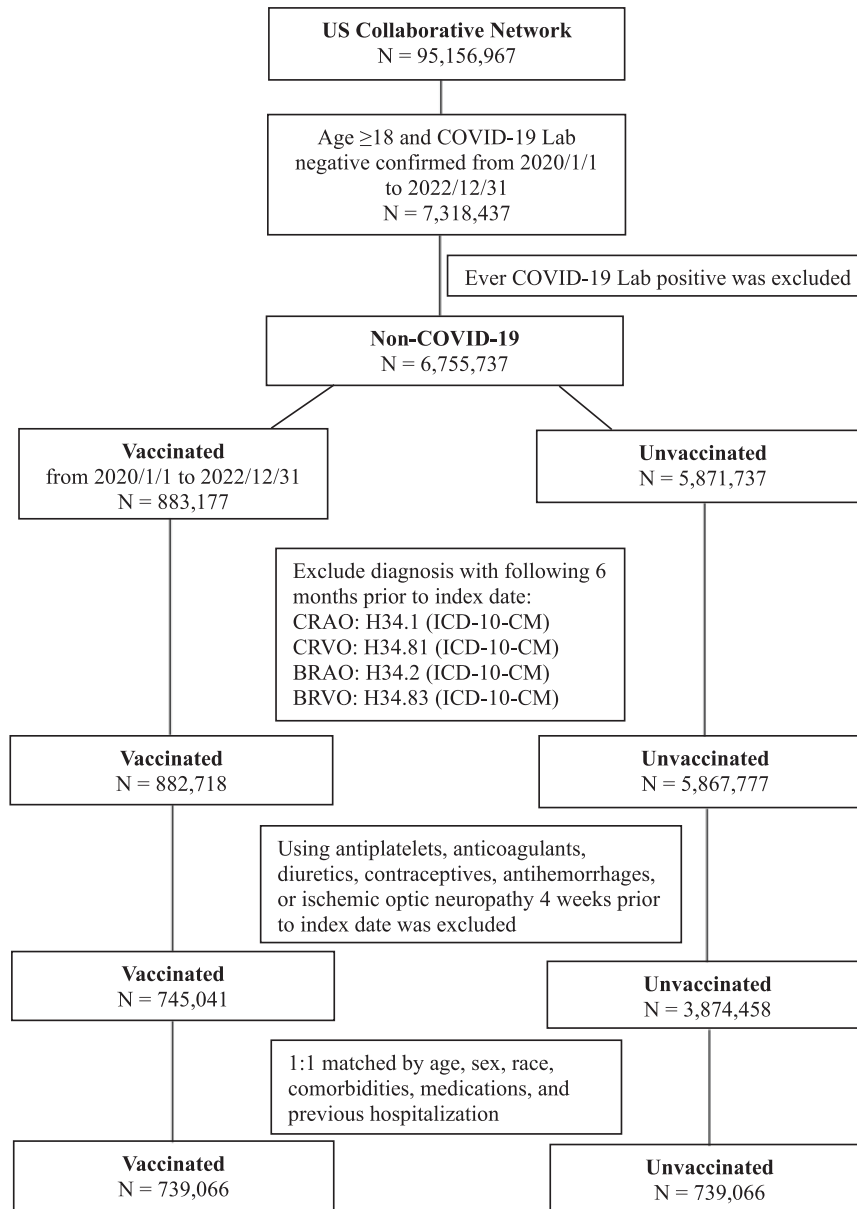 US Collaborative Network
N = 95,156,967
Age ≥18 and COVID-19 Lab
negative confirmed from 2020/1/1
to 2022/12/31
N = 7,318,437
Ever COVID-19 Lab positive was excluded
Non-COVID-19
N = 6,755,737
Vaccinated
from 2020/1/1 to 2022/12/31
N = 883,177
Unvaccinated
N = 5,871,737
Exclude diagnosis with following 6
months prior to index date:
CRAO: H34.1 (ICD-10-CM)
CRVO: H34.81 (ICD-10-CM)
BRAO: H34.2 (ICD-10-CM)
BRVO: H34.83 (ICD-10-CM)
Vaccinated
N = 882,718
Unvaccinated
N = 5,867,777
Using antiplatelets, anticoagulants,
diuretics, contraceptives, antihemorrhages,
or ischemic optic neuropathy 4 weeks prior
to index date was excluded
Vaccinated
N = 745,041
Unvaccinated
N = 3,874,458
1:1 matched by age, sex, race,
comorbidities, medications, and
previous hospitalization
Vaccinated
N = 739,066
Unvaccinated
N = 739,066